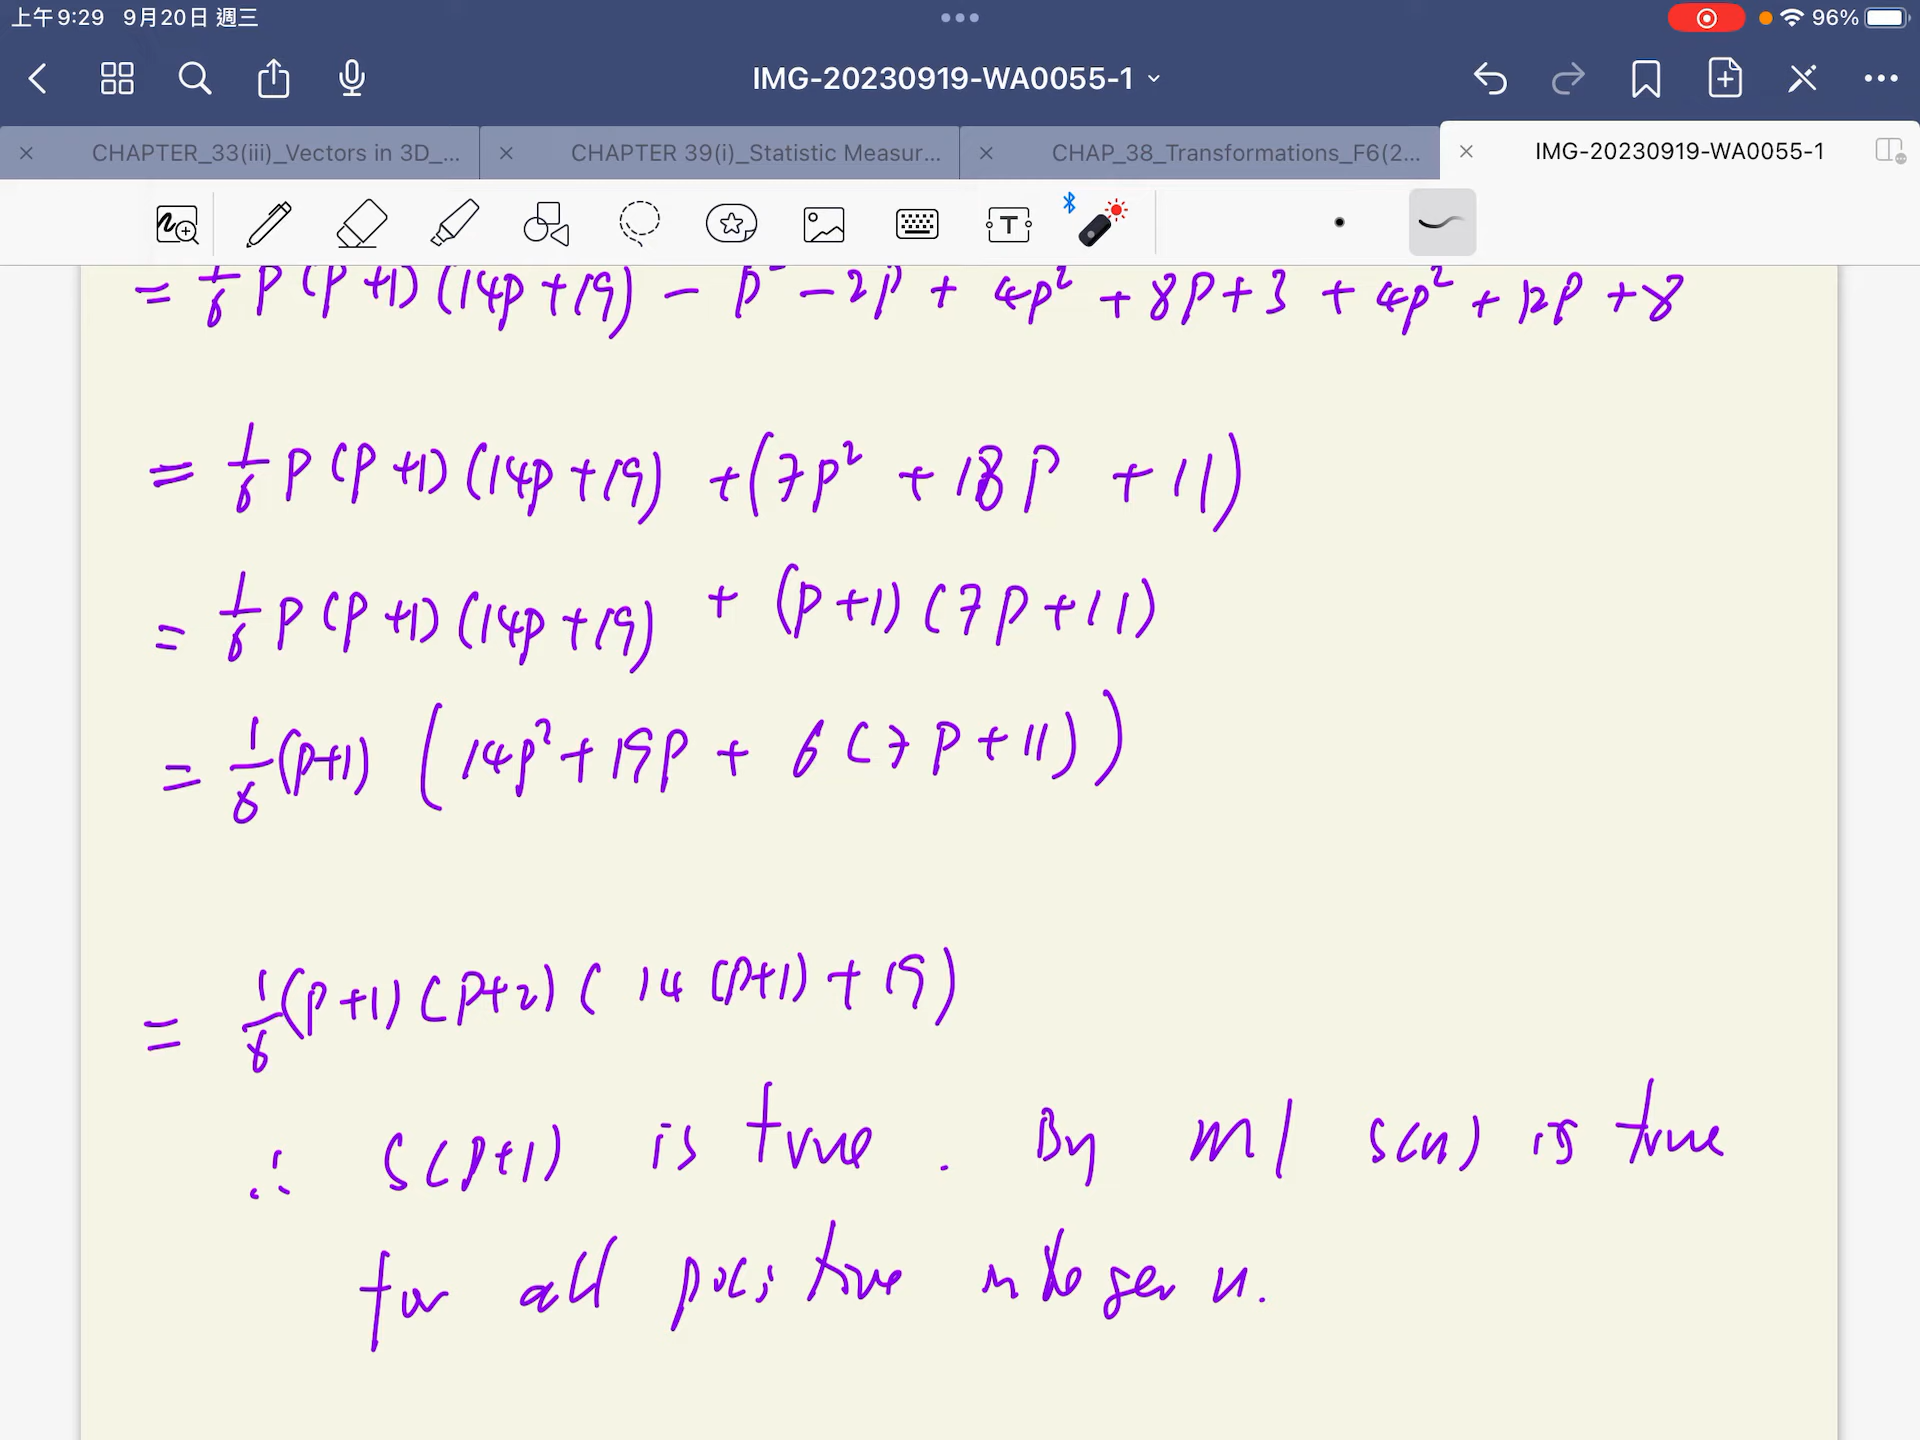 上午9:29 9月20日 週三
96%
IMG-20230919-WA0055-1
CHAPTER_33(iii)_Vectors in 3D_...
CHAPTER 39(i)_Statistic Measur...
CHAP_38_Transformations_F6(2...
IMG-20230919-WA0055-1
T
= 1/6 P(P+1)(14p+19) - p² - 2p + 4p² + 8p + 3 + 4p² + 12p + 8
= 1/6 P(P+1)(14p+19) + (7p² + 18p + 11)
= 1/6 P(P+1)(14p+19) + (p+1)(7p+11)
= 1/6 (p+1) (14p² + 19p + 6(7p+11))
= 1/6 (p+1)(p+2)(14(p+1)+19)
∴ S(p+1) is true. By MI S(n) is true
for all positive integer n.